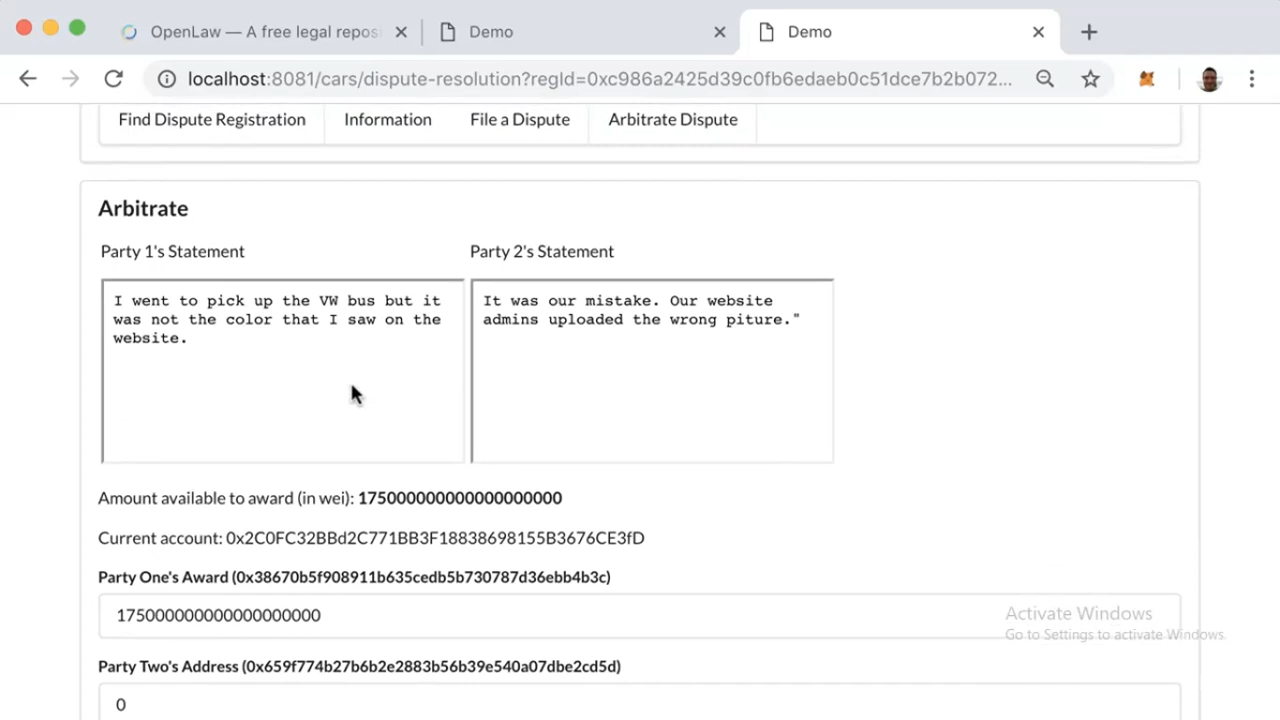 OpenLaw — A free legal reposi
Demo
Demo
localhost:8081/cars/dispute-resolution?regId=0xc986a2425d39c0fb6edaeb0c51dce7b2b072...
Find Dispute Registration
Information
File a Dispute
Arbitrate Dispute
Arbitrate
Party 1's Statement
Party 2's Statement
I went to pick up the VW bus but it
was not the color that I saw on the
website.
It was our mistake. Our website
admins uploaded the wrong piture."
Amount available to award (in wei): 175000000000000000000
Current account: 0x2C0FC32BBd2C771BB3F18838698155B3676CE3fD
Party One's Award (0x38670b5f908911b635cedb5b730787d36ebb4b3c)
175000000000000000000
Activate Windows
Go to Settings to activate Windows.
Party Two's Address (0x659f774b27b6b2e2883b56b39e540a07dbe2cd5d)
0